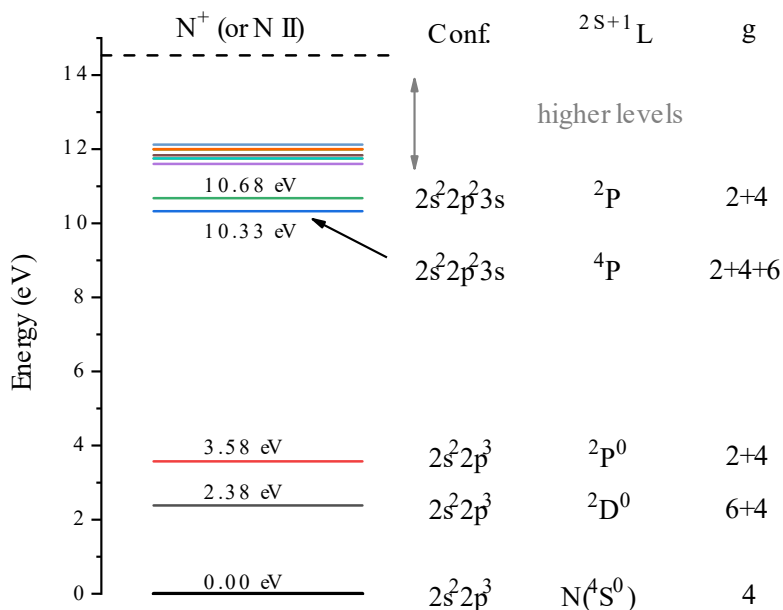 N⁺ (or N II) Conf. ²ˢ⁺¹L g
14
higher levels
12
10.68 eV 2s²2p²3s ²P 2+4
10
10.33 eV
2s²2p²3s ⁴P 2+4+6
8
Energy (eV)
6
4
3.58 eV 2s²2p³ ²P⁰ 2+4
2.38 eV 2s²2p³ ²D⁰ 6+4
2
0.00 eV
0 2s²2p³ N(⁴S⁰) 4